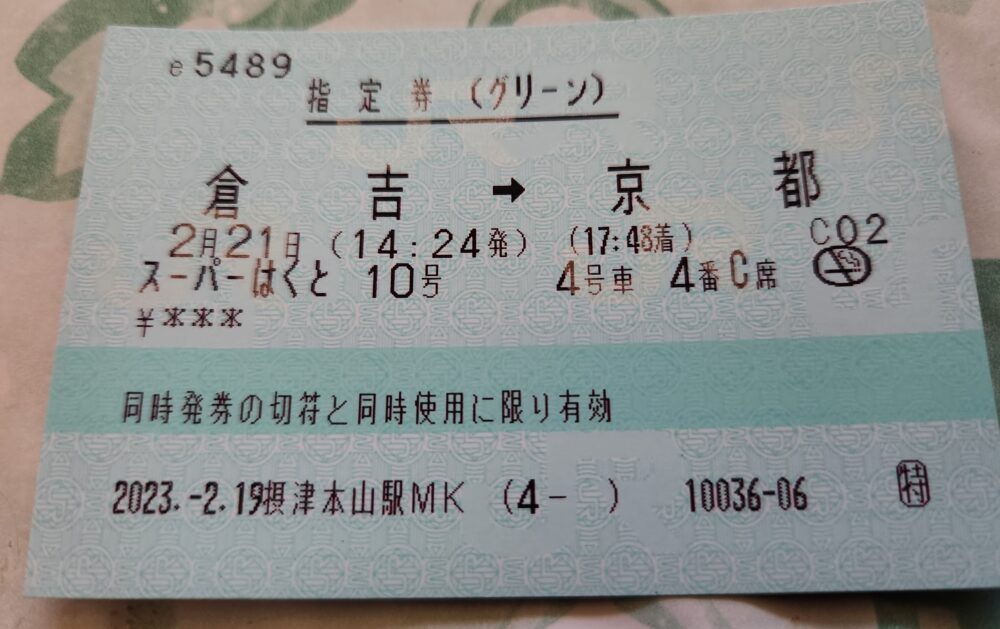 e5489
指定券（グリーン）
倉吉➡京都
2月21日（14:24発）（17:48着）C02
スーパーはくと 10号 4号車 4番C席
¥***
同時発券の切符と同時使用に限り有効
2023.-2.19摂津本山駅MK（4-　）10036-06 特